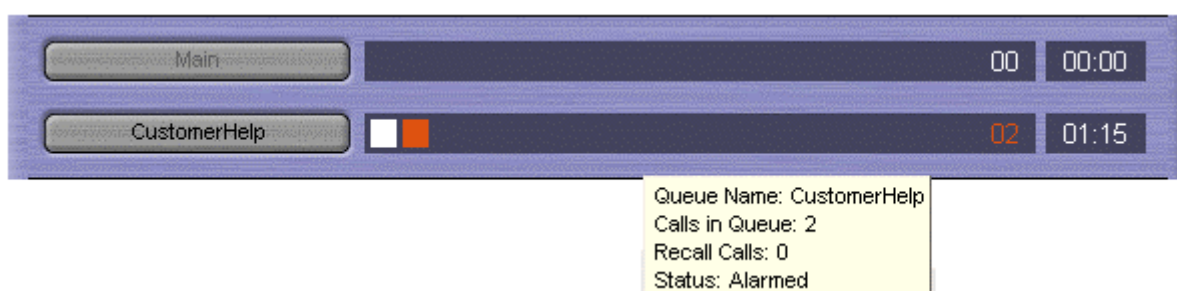 Main 00 00:00
CustomerHelp 02 01:15
Queue Name: CustomerHelp
Calls in Queue: 2
Recall Calls: 0
Status: Alarmed